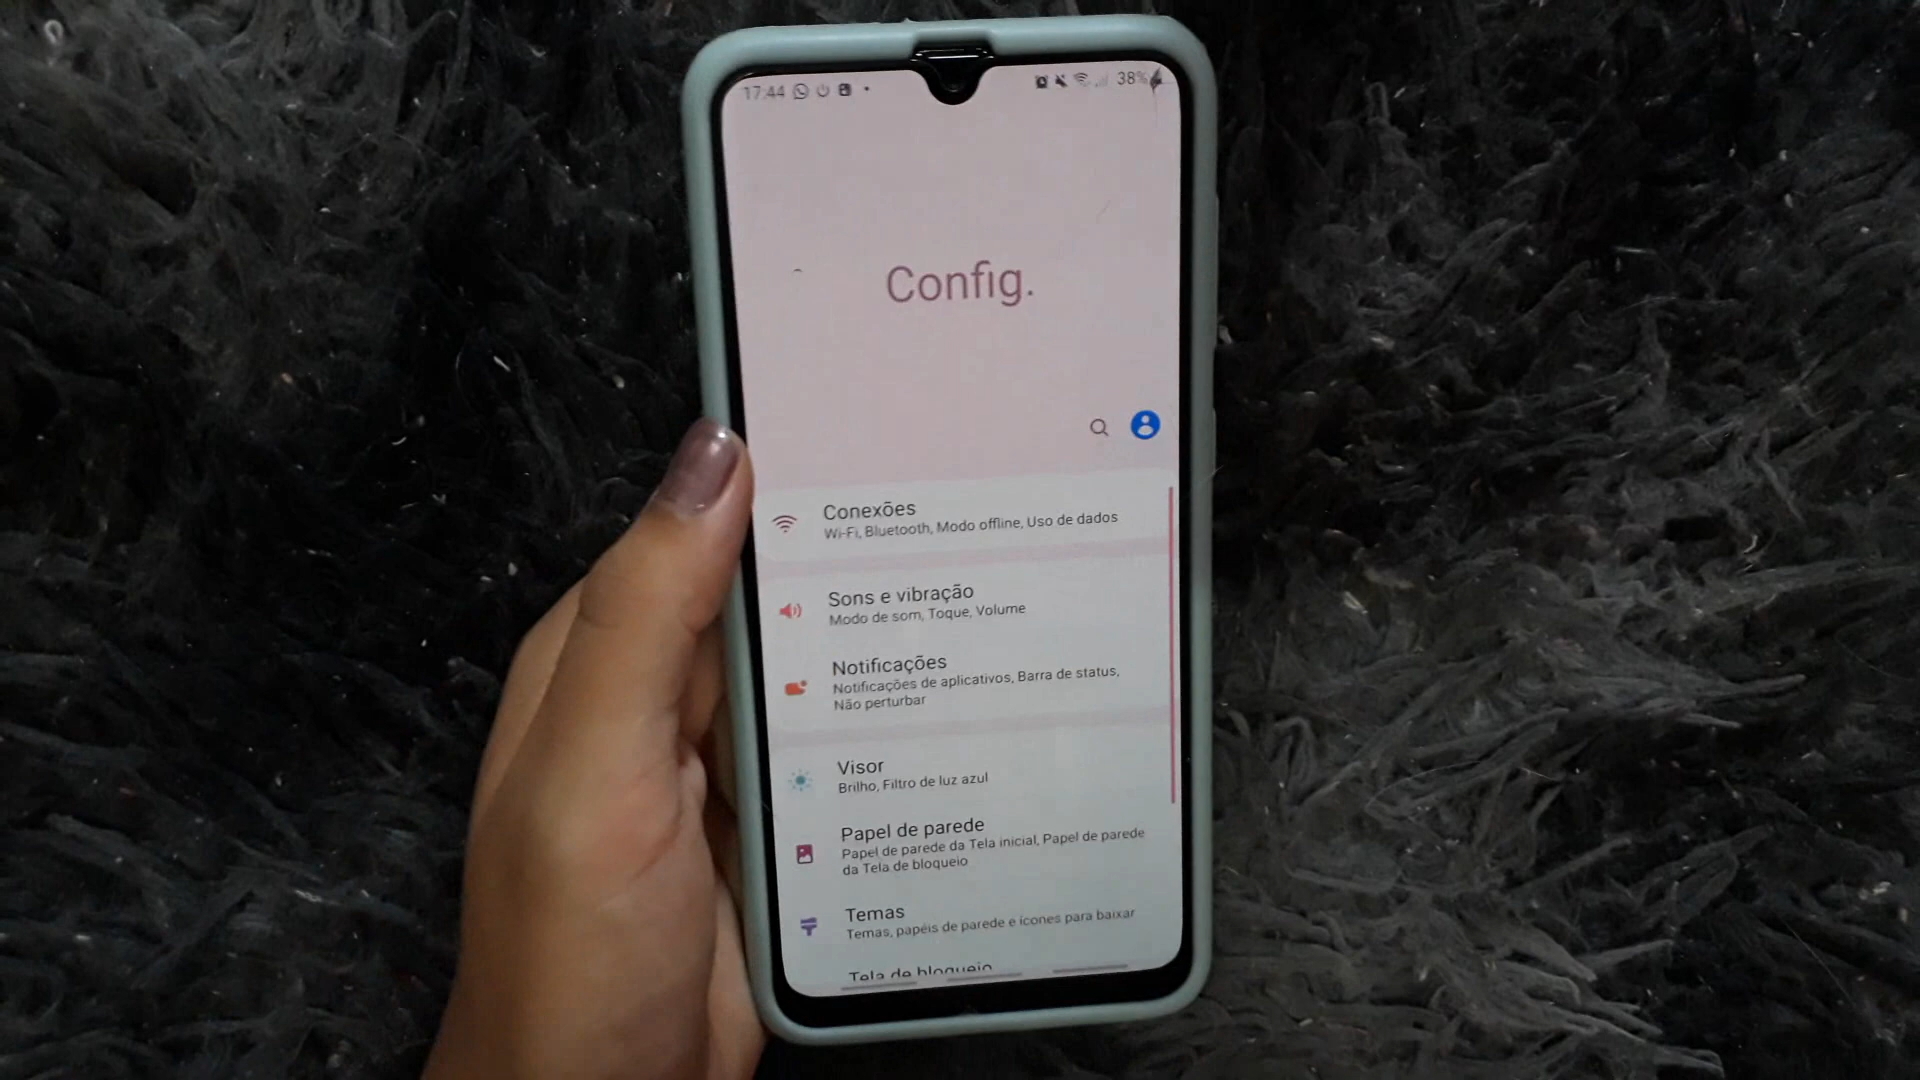 17:44
38%
Config.
Conexões
Wi-Fi, Bluetooth, Modo offline, Uso de dados
Sons e vibração
Modo de som, Toque, Volume
Notificações
Notificações de aplicativos, Barra de status,
Não perturbar
Visor
Brilho, Filtro de luz azul
Papel de parede
Papel de parede da Tela inicial, Papel de parede
da Tela de bloqueio
Temas
Temas, papéis de parede e ícones para baixar
Tela de bloqueio